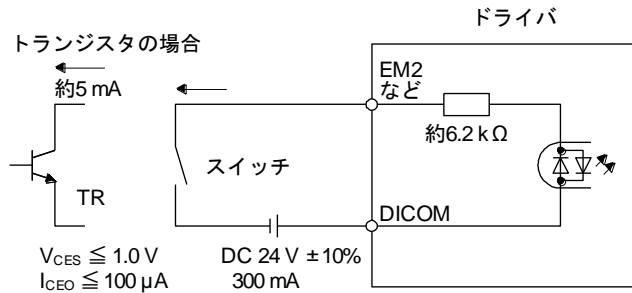 ドライバ
トランジスタの場合
約5 mA
EM2
など
約6.2 kΩ
スイッチ
TR
DICOM
VCES ≦ 1.0 V
ICEO ≦ 100 µA
DC 24 V ±10%
300 mA